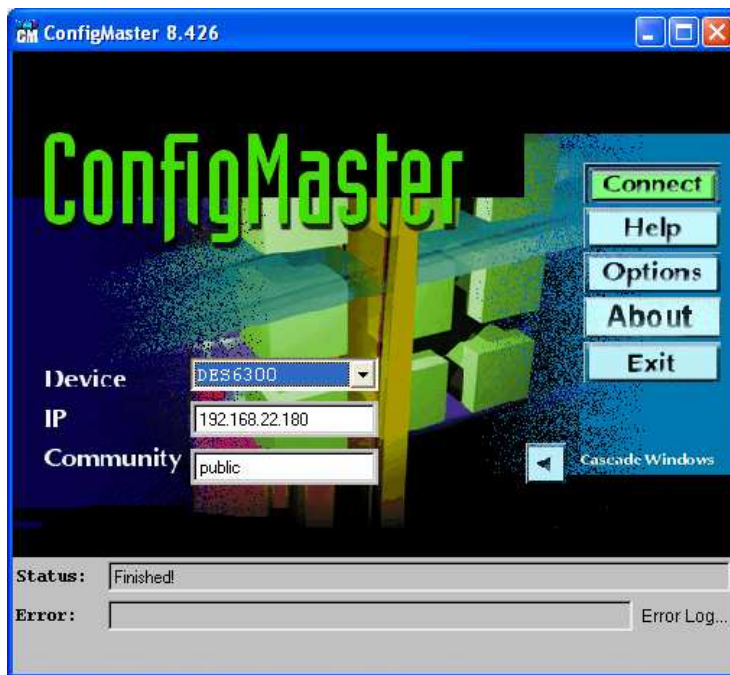 ConfigMaster 8.426
ConfigMaster
Connect
Help
Options
About
Exit
Device DES6300
IP 192.168.22.180
Community public
Cascade Windows
Status: Finished!
Error: Error Log...